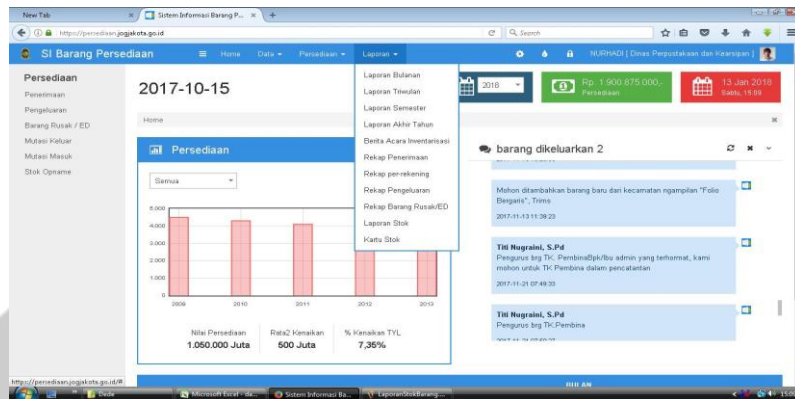 New Tab
Sistem Informasi Barang P...
https://persediaan.jogjakota.go.id
Search
SI Barang Persediaan
Home
Data
Persediaan
Laporan
NURHADI | Dinas Perpustakaan dan Kearsipan |
Persediaan
Penerimaan
Pengeluaran
Barang Rusak / ED
Mutasi Keluar
Mutasi Masuk
Stok Opname
2017-10-15
2018
Rp. 1.900.875.000,-
Persediaan
13 Jan 2018
Sabtu, 15:09
Home
Laporan Bulanan
Laporan Triwulan
Laporan Semester
Laporan Akhir Tahun
Berita Acara Inventarisasi
Rekap Penerimaan
Rekap per-rekening
Rekap Pengeluaran
Rekap Barang Rusak/ED
Laporan Stok
Kartu Stok
Persediaan
Semua
5.000
4.000
3.000
2.000
1.000
0
2009
2010
2011
2012
2013
Nilai Persediaan
1.050.000 Juta
Rata2 Kenaikan
500 Juta
% Kenaikan TYL
7,35%
barang dikeluarkan 2
Mohon ditambahkan barang baru dari kecamatan ngampilan "Folio
Bergaris", Trims
2017-11-13 11:39:23
Titi Nugraini, S.Pd
Pengurus brg TK. PembinaBpk/Ibu admin yang terhormat, kami
mohon untuk TK Pembina dalam pencatantan
2017-11-21 07:49:33
Titi Nugraini, S.Pd
Pengurus brg TK.Pembina
BULAN
https://persediaan.jogjakota.go.id/#
Dede
Microsoft Excel - da...
Sistem Informasi Ba...
LaporanStokBarang....
15:09